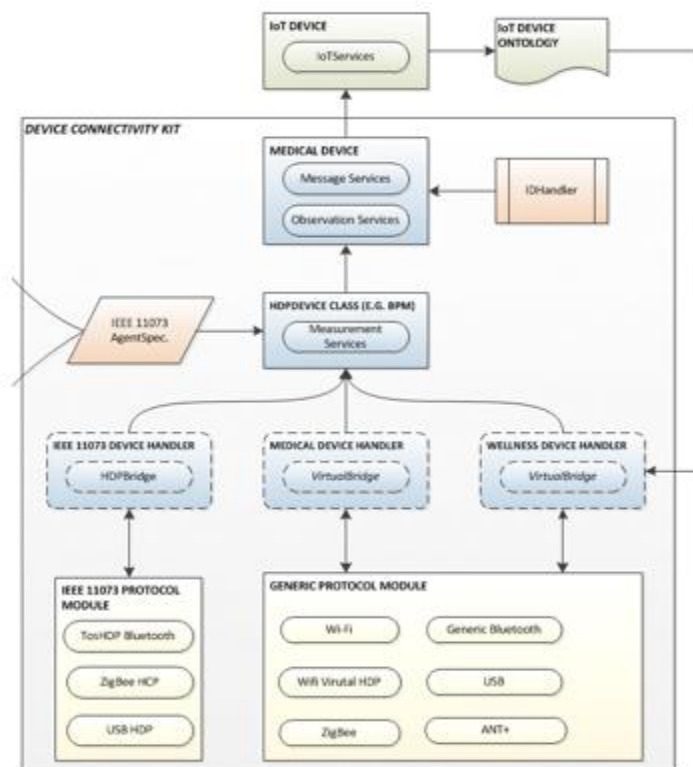 IoT DEVICE
IoTServices
IoT DEVICE
ONTOLOGY
DEVICE CONNECTIVITY KIT
MEDICAL DEVICE
Message Services
Observation Services
IDHandler
HDPDEVICE CLASS (E.G. BPM)
Measurement
Services
IEEE 11073
AgentSpec.
IEEE 11073 DEVICE HANDLER
HDPBridge
MEDICAL DEVICE HANDLER
VirtualBridge
WELLNESS DEVICE HANDLER
VirtualBridge
IEEE 11073 PROTOCOL
MODULE
TosHDP Bluetooth
ZigBee HCP
USB HDP
GENERIC PROTOCOL MODULE
Wi-Fi
Generic Bluetooth
Wifi Virutal HDP
USB
ZigBee
ANT+